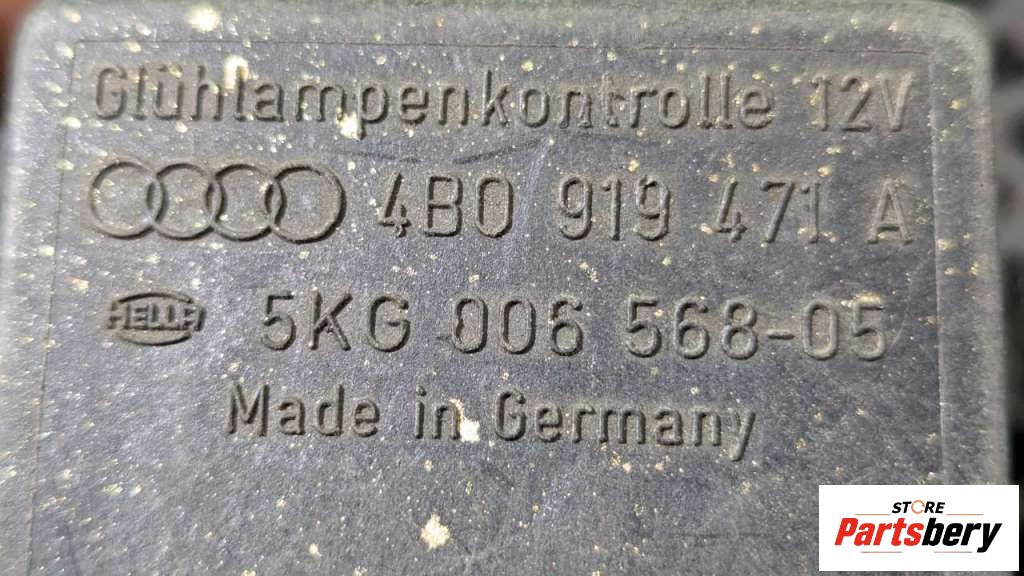 Glühlampenkontrolle 12V
4B0 919 471 A
HELLA 5KG 006 568-05
Made in Germany
STORE
Partsbery